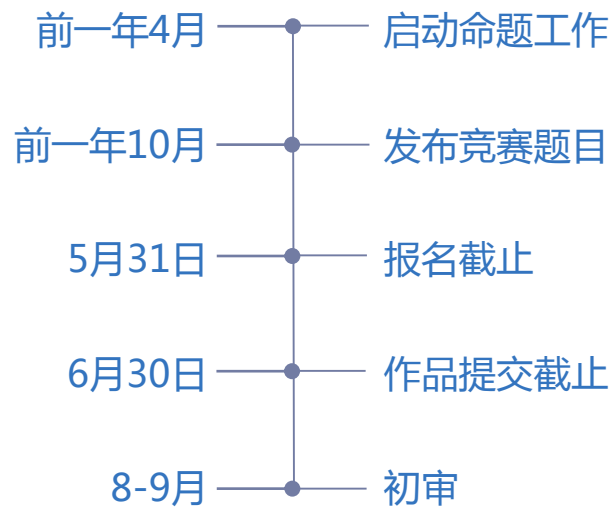 前一年4月 启动命题工作
前一年10月 发布竞赛题目
5月31日 报名截止
6月30日 作品提交截止
8-9月 初审